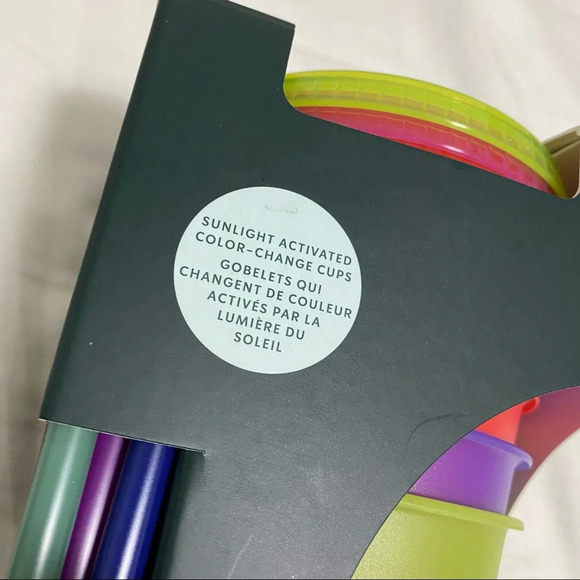 SUNLIGHT ACTIVATED
COLOR-CHANGE CUPS
GOBELETS QUI
CHANGENT DE COULEUR
ACTIVÉS PAR LA
LUMIÈRE DU
SOLEIL